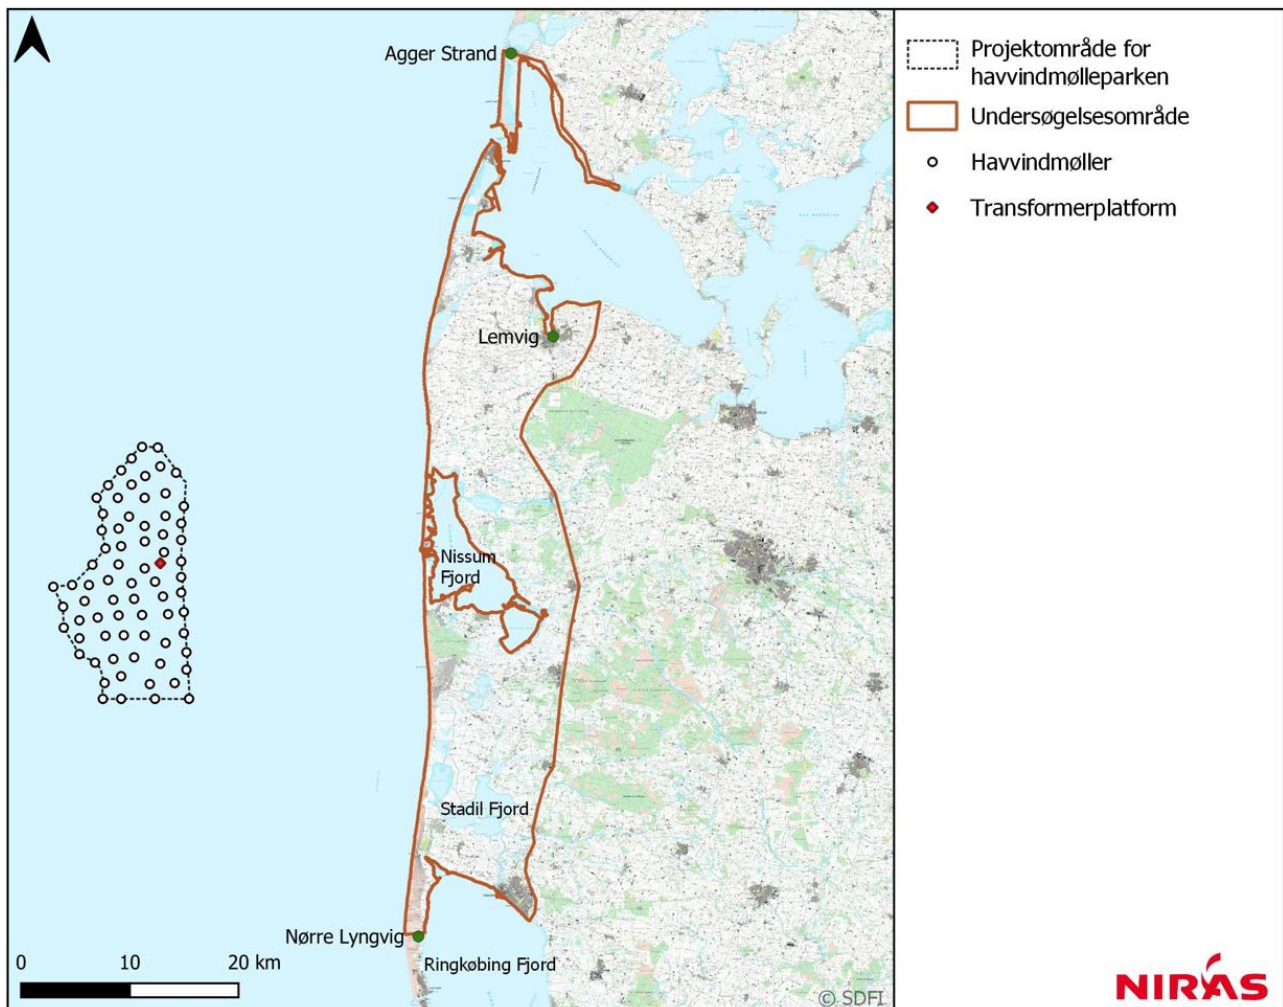 Agger Strand
Lemvig
Nissum
Fjord
Stadil Fjord
Nørre Lyngvig
Ringkøbing Fjord
0 10 20 km
© SDFI
Projektområde for
havvindmølleparken
Undersøgelsesområde
Havvindmøller
Transformerplatform
NIRÁS